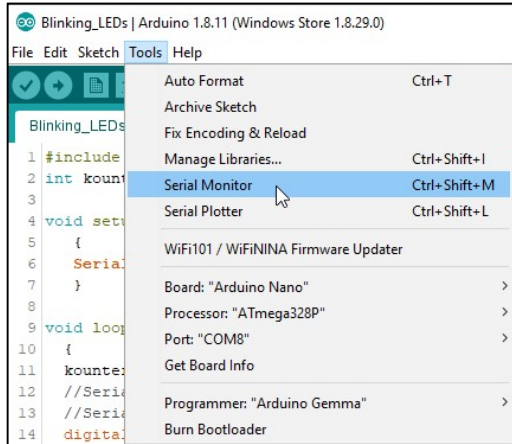 Blinking_LEDs | Arduino 1.8.11 (Windows Store 1.8.29.0)
File Edit Sketch Tools Help
Blinking_LEDs
Auto Format Ctrl+T
Archive Sketch
Fix Encoding & Reload
Manage Libraries... Ctrl+Shift+I
Serial Monitor Ctrl+Shift+M
Serial Plotter Ctrl+Shift+L
WiFi101 / WiFiNINA Firmware Updater
Board: "Arduino Nano"
Processor: "ATmega328P"
Port: "COM8"
Get Board Info
Programmer: "Arduino Gemma"
Burn Bootloader
1 #include
2 int kount
3
4 void setu
5 {
6 Serial
7 }
8
9 void loop
10 {
11 kounter
12 //Seria
13 //Seria
14 digital